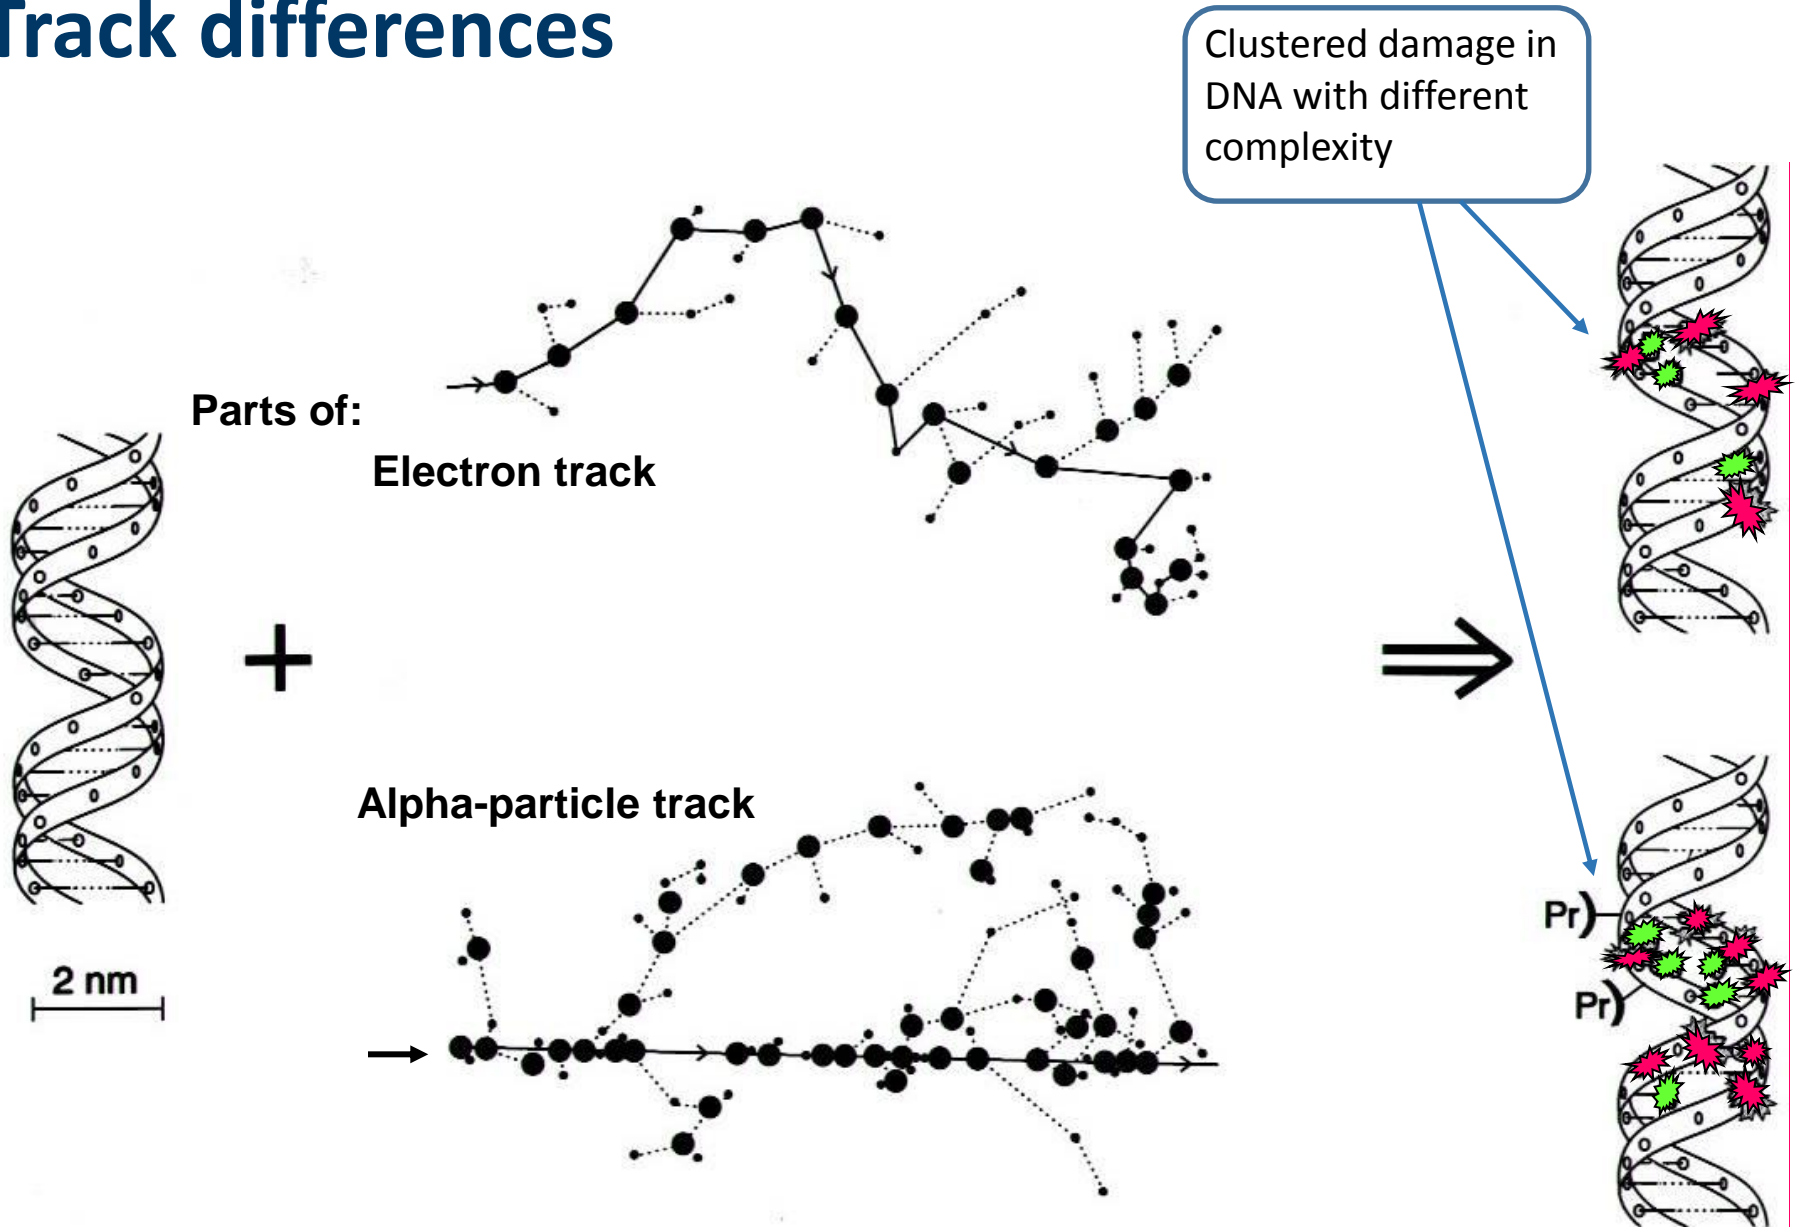 Track differences
Clustered damage in
DNA with different
complexity
Parts of:
Electron track
+
Alpha-particle track
2 nm
Pr)
Pr)